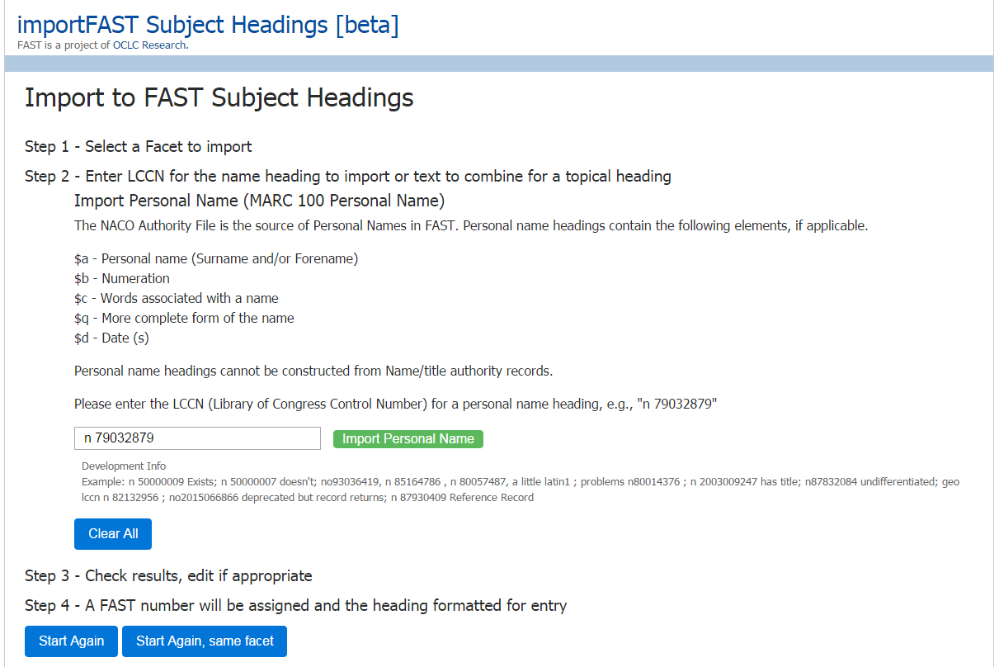 importFAST Subject Headings [beta]
FAST is a project of OCLC Research.
Import to FAST Subject Headings
Step 1 - Select a Facet to import
Step 2 - Enter LCCN for the name heading to import or text to combine for a topical heading
Import Personal Name (MARC 100 Personal Name)
The NACO Authority File is the source of Personal Names in FAST. Personal name headings contain the following elements, if applicable.
$a - Personal name (Surname and/or Forename)
$b - Numeration
$c - Words associated with a name
$q - More complete form of the name
$d - Date (s)
Personal name headings cannot be constructed from Name/title authority records.
Please enter the LCCN (Library of Congress Control Number) for a personal name heading, e.g., "n 79032879"
n 79032879 Import Personal Name
Development Info
Example: n 50000009 Exists; n 50000007 doesn't; no93036419, n 85164786 , n 80057487, a little latin1 ; problems n80014376 ; n 2003009247 has title; n87832084 undifferentiated; geo
lccn n 82132956 ; no2015066866 deprecated but record returns; n 87930409 Reference Record
Clear All
Step 3 - Check results, edit if appropriate
Step 4 - A FAST number will be assigned and the heading formatted for entry
Start Again Start Again, same facet